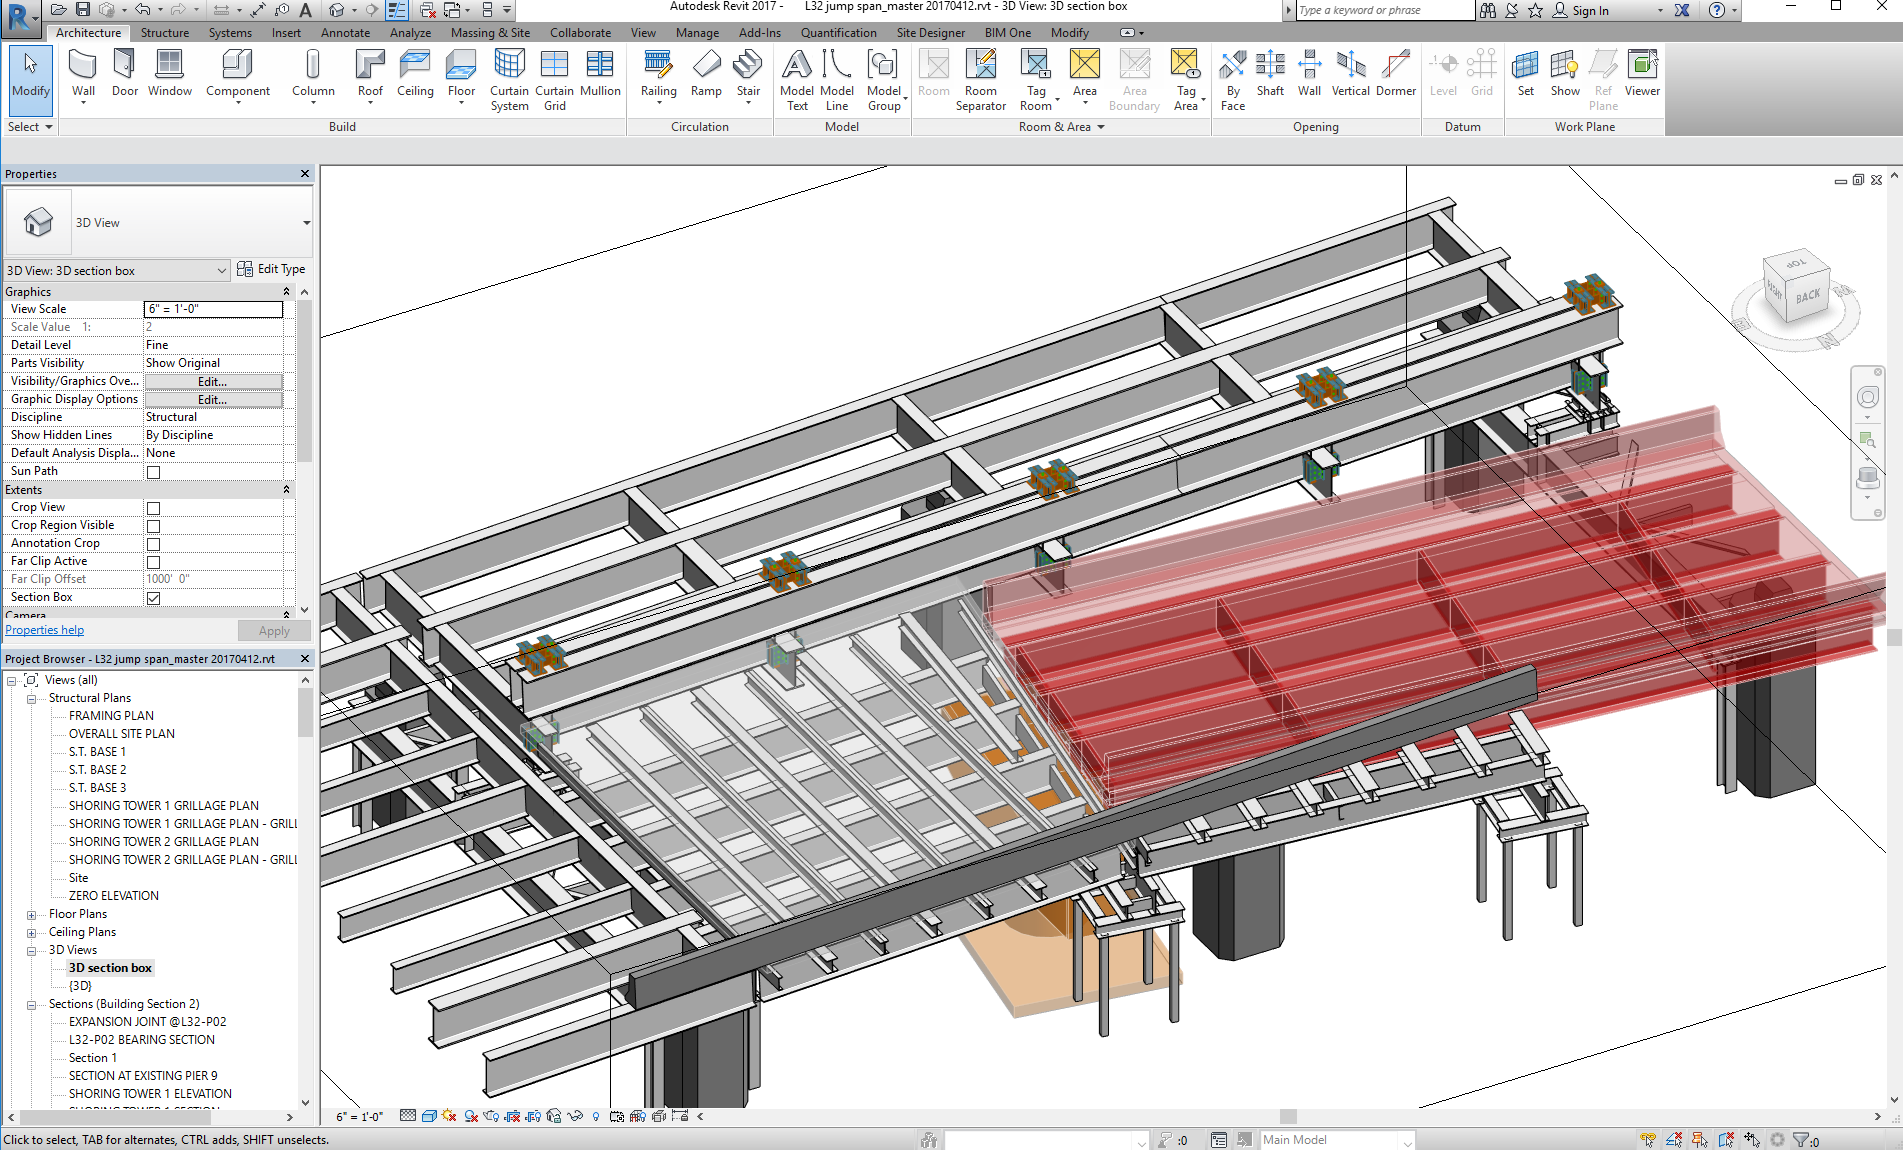 Autodesk Revit 2017 - L32 jump span_master 20170412.rvt - 3D View: 3D section box
Type a keyword or phrase
Sign In
Architecture Structure Systems Insert Annotate Analyze Massing & Site Collaborate View Manage Add-Ins Quantification Site Designer BIM One Modify
Modify Wall Door Window Component Column Roof Ceiling Floor Curtain System Curtain Grid Mullion Railing Ramp Stair Model Text Model Line Model Group Room Room Separator Tag Room Area Area Boundary Tag Area By Face Shaft Wall Vertical Dormer Level Grid Set Show Ref Plane Viewer
Select Build Circulation Model Room & Area Opening Datum Work Plane
Properties
3D View
3D View: 3D section box Edit Type
Graphics
View Scale 6" = 1'-0"
Scale Value 1: 2
Detail Level Fine
Parts Visibility Show Original
Visibility/Graphics Ove... Edit...
Graphic Display Options Edit...
Discipline Structural
Show Hidden Lines By Discipline
Default Analysis Displa... None
Sun Path
Extents
Crop View
Crop Region Visible
Annotation Crop
Far Clip Active
Far Clip Offset 1000' 0"
Section Box
Camera
Properties help Apply
Project Browser - L32 jump span_master 20170412.rvt
Views (all)
Structural Plans
FRAMING PLAN
OVERALL SITE PLAN
S.T. BASE 1
S.T. BASE 2
S.T. BASE 3
SHORING TOWER 1 GRILLAGE PLAN
SHORING TOWER 1 GRILLAGE PLAN - GRILL
SHORING TOWER 2 GRILLAGE PLAN
SHORING TOWER 2 GRILLAGE PLAN - GRILL
Site
ZERO ELEVATION
Floor Plans
Ceiling Plans
3D Views
3D section box
{3D}
Sections (Building Section 2)
EXPANSION JOINT @L32-P02
L32-P02 BEARING SECTION
Section 1
SECTION AT EXISTING PIER 9
SHORING TOWER 1 ELEVATION
SHORING TOWER 1 SECTION
TOP
BACK
6" = 1'-0"
Click to select, TAB for alternates, CTRL adds, SHIFT unselects.
:0
Main Model
:0